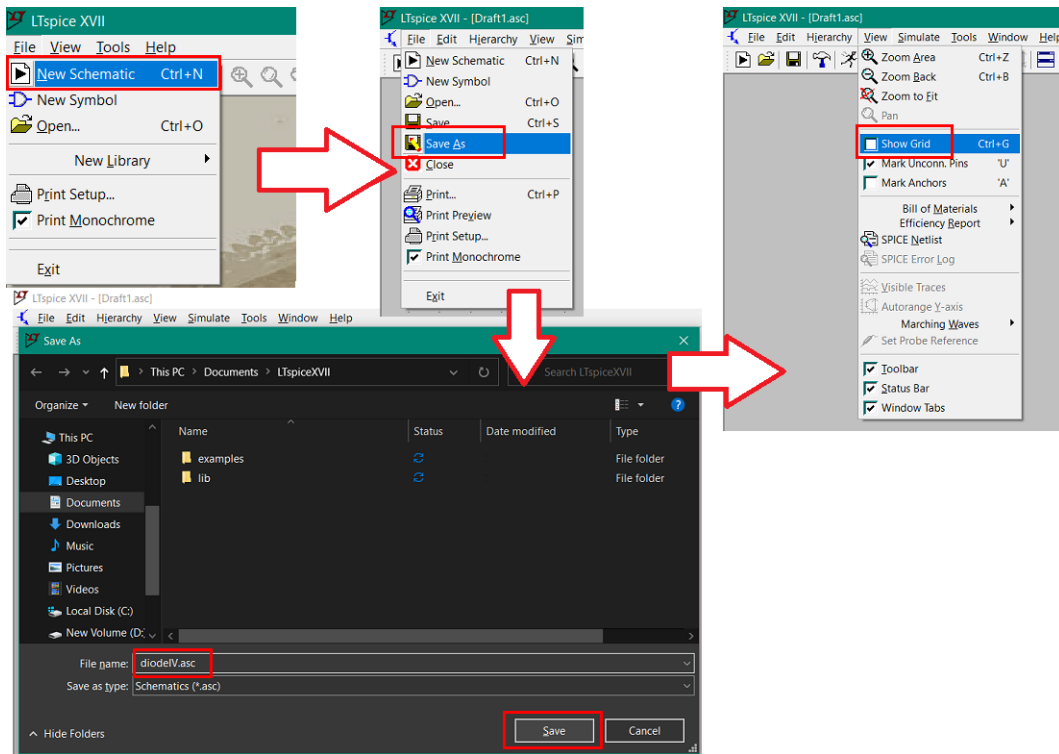 LTspice XVII
File View Tools Help
New Schematic Ctrl+N
New Symbol
Open... Ctrl+O
New Library
Print Setup...
Print Monochrome
Exit
LTspice XVII - [Draft1.asc]
File Edit Hierarchy View Sim
New Schematic Ctrl+N
New Symbol
Open... Ctrl+O
Save Ctrl+S
Save As
Close
Print... Ctrl+P
Print Preview
Print Setup...
Print Monochrome
Exit
LTspice XVII - [Draft1.asc]
File Edit Hierarchy View Simulate Tools Window Help
Zoom Area Ctrl+Z
Zoom Back Ctrl+B
Zoom to Fit
Pan
Show Grid Ctrl+G
Mark Unconn. Pins 'U'
Mark Anchors 'A'
Bill of Materials
Efficiency Report
SPICE Netlist
SPICE Error Log
Visible Traces
Autorange Y-axis
Marching Waves
Set Probe Reference
Toolbar
Status Bar
Window Tabs
LTspice XVII - [Draft1.asc]
File Edit Hierarchy View Simulate Tools Window Help
Save As
This PC > Documents > LTspiceXVII
Search LTspiceXVII
Organize New folder
Name Status Date modified Type
examples File folder
lib File folder
This PC
3D Objects
Desktop
Documents
Downloads
Music
Pictures
Videos
Local Disk (C:)
New Volume (D:
File name: diodeIV.asc
Save as type: Schematics (*.asc)
Hide Folders
Save Cancel